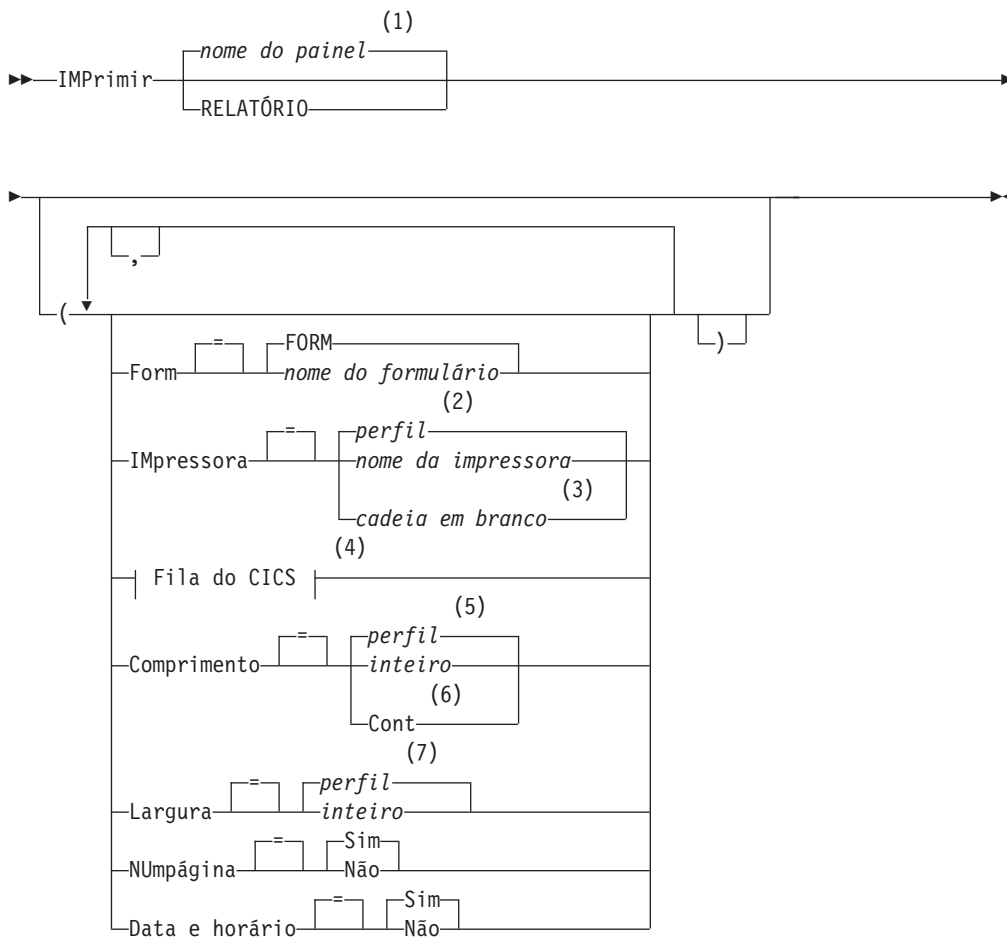 (1)
nome do painel
IMPrimir
RELATÓRIO
,
(
)
= FORM
Form nome do formulário
(2)
= perfil
IMpressora nome da impressora
(3)
cadeia em branco
(4)
Fila do CICS
(5)
= perfil
Comprimento inteiro
(6)
Cont
(7)
= perfil
Largura inteiro
= Sim
NUmpágina Não
= Sim
Data e horário Não